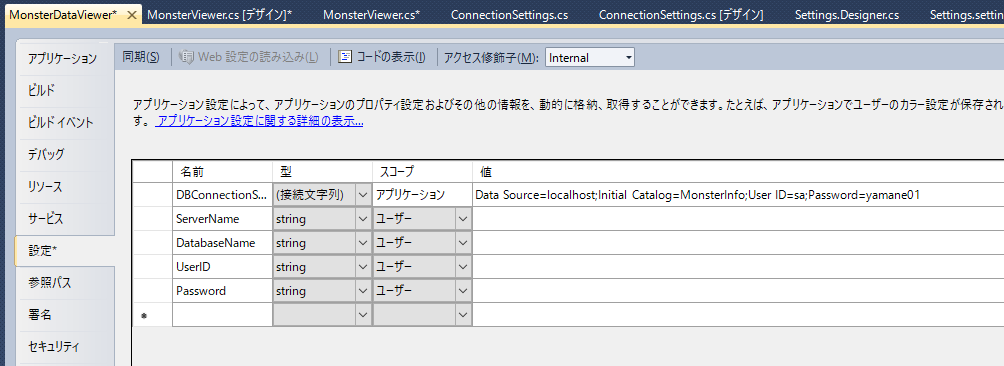 MonsterDataViewer* MonsterViewer.cs [デザイン]* MonsterViewer.cs* ConnectionSettings.cs ConnectionSettings.cs [デザイン] Settings.Designer.cs Settings.settin
アプリケーション
ビルド
ビルド イベント
デバッグ
リソース
サービス
設定*
参照パス
署名
セキュリティ
同期(S) Web 設定の読み込み(L) コードの表示(I) アクセス修飾子(M): Internal
アプリケーション設定によって、アプリケーションのプロパティ設定およびその他の情報を、動的に格納、取得することができます。たとえば、アプリケーションでユーザーのカラー設定が保存され
す。 アプリケーション設定に関する詳細の表示...
名前 型 スコープ 値
DBConnectionS... (接続文字列) アプリケーション Data Source=localhost;Initial Catalog=MonsterInfo;User ID=sa;Password=yamane01
ServerName string ユーザー
DatabaseName string ユーザー
UserID string ユーザー
Password string ユーザー
*